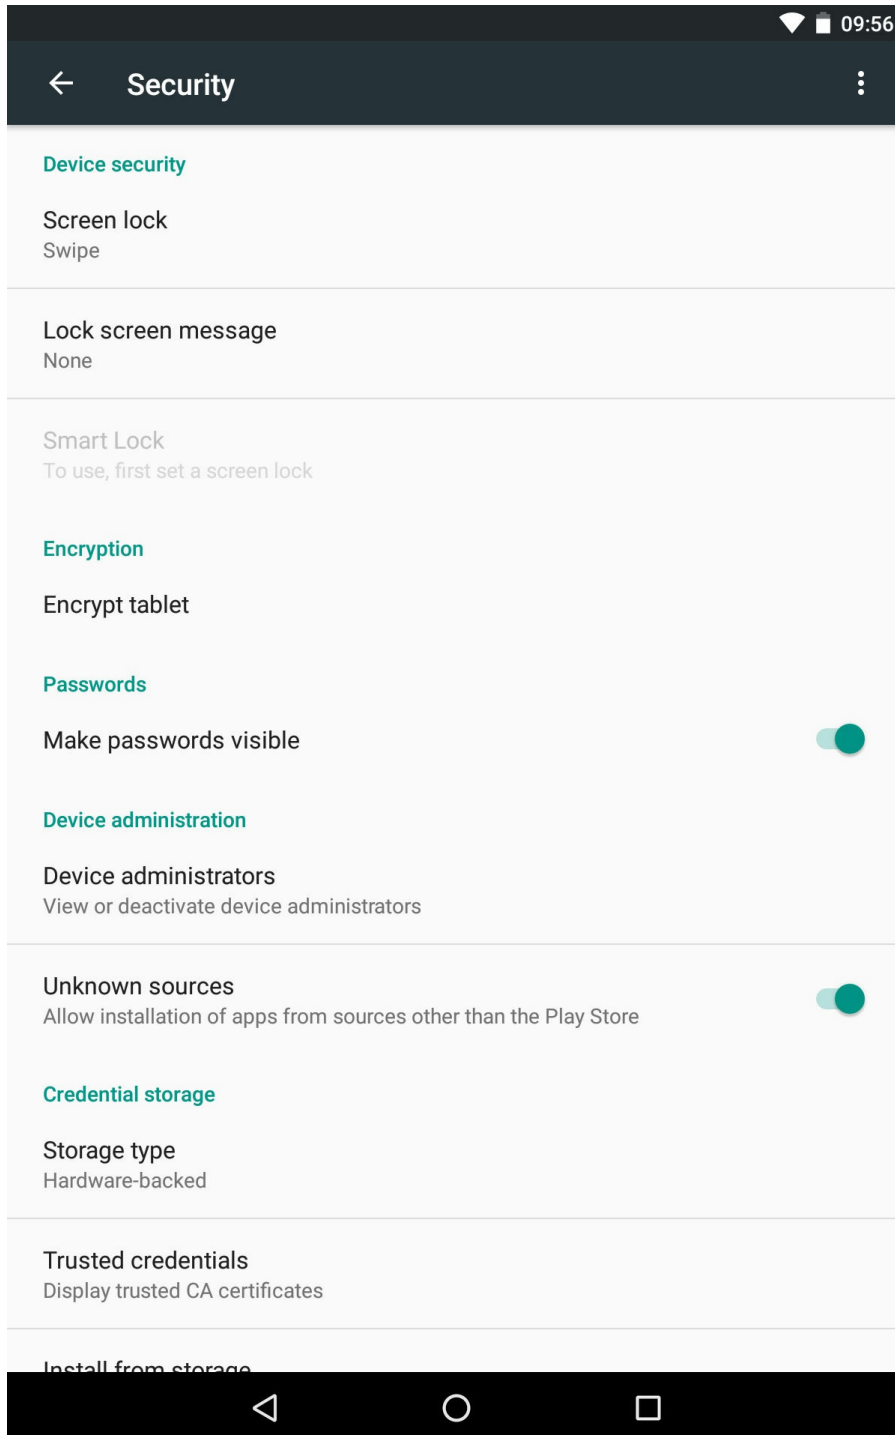 09:56
Security
Device security
Screen lock
Swipe
Lock screen message
None
Smart Lock
To use, first set a screen lock
Encryption
Encrypt tablet
Passwords
Make passwords visible
Device administration
Device administrators
View or deactivate device administrators
Unknown sources
Allow installation of apps from sources other than the Play Store
Credential storage
Storage type
Hardware-backed
Trusted credentials
Display trusted CA certificates
Install from storage